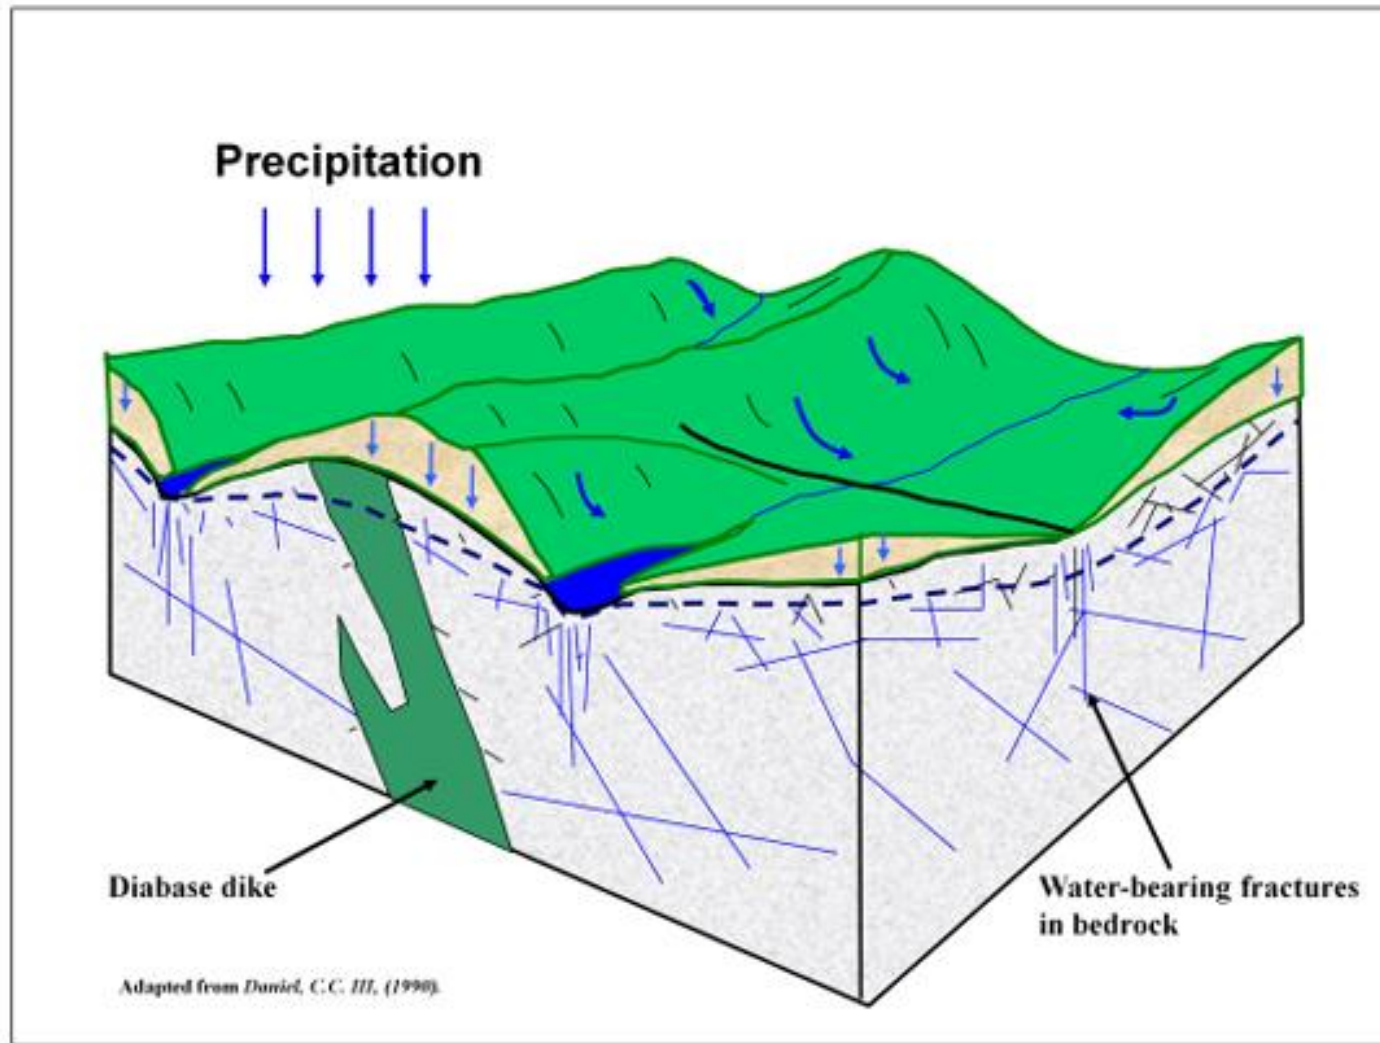 Precipitation
Diabase dike
Water-bearing fractures
in bedrock
Adapted from Daniel, C.C. III, (1990).